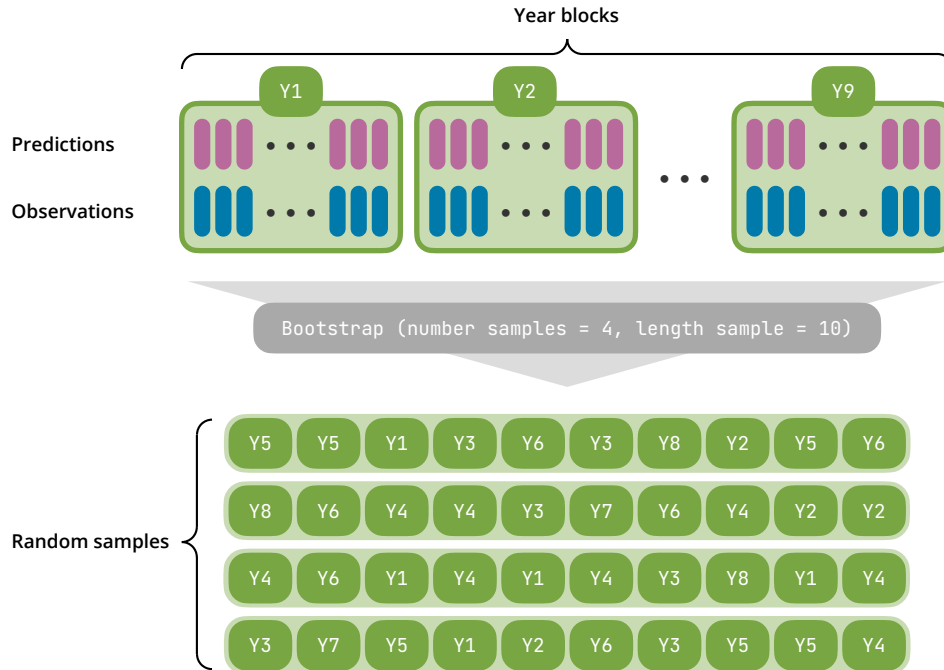 Year blocks
Y1 Y2 Y9
Predictions
Observations
Bootstrap (number samples = 4, length sample = 10)
Random samples
Y5 Y5 Y1 Y3 Y6 Y3 Y8 Y2 Y5 Y6
Y8 Y6 Y4 Y4 Y3 Y7 Y6 Y4 Y2 Y2
Y4 Y6 Y1 Y4 Y1 Y4 Y3 Y8 Y1 Y4
Y3 Y7 Y5 Y1 Y2 Y6 Y3 Y5 Y5 Y4